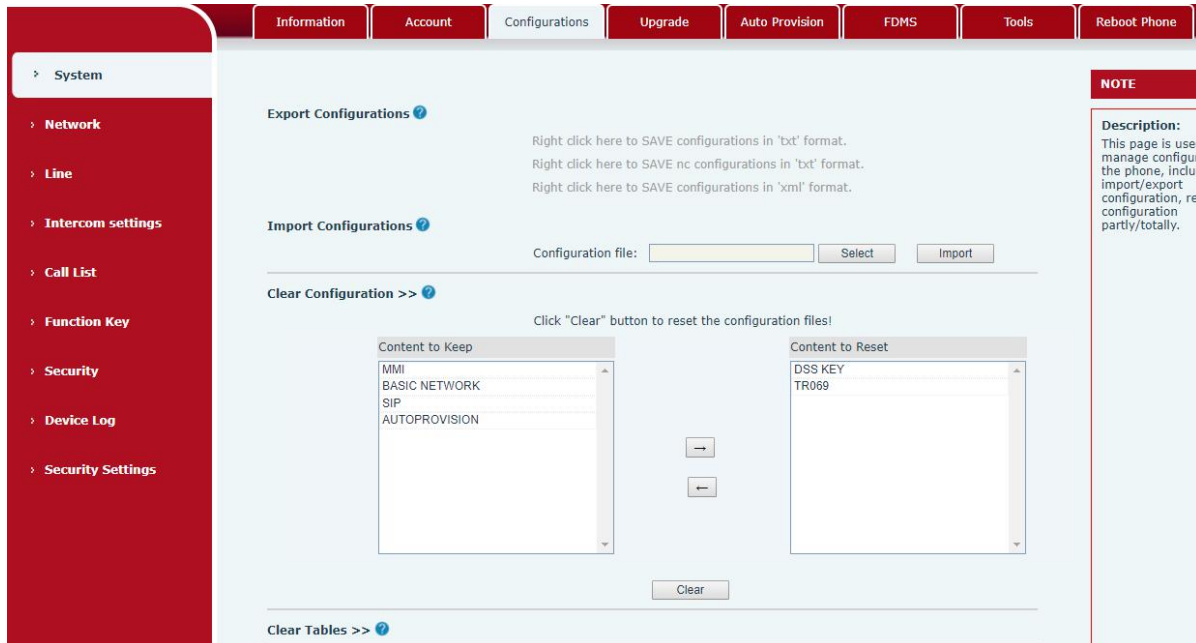 Information Account Configurations Upgrade Auto Provision FDMS Tools Reboot Phone
› System
› Network
› Line
› Intercom settings
› Call List
› Function Key
› Security
› Device Log
› Security Settings
Export Configurations ?
Right click here to SAVE configurations in 'txt' format.
Right click here to SAVE nc configurations in 'txt' format.
Right click here to SAVE configurations in 'xml' format.
Import Configurations ?
Configuration file: Select Import
Clear Configuration >> ?
Click "Clear" button to reset the configuration files!
Content to Keep
MMI
BASIC NETWORK
SIP
AUTOPROVISION
→
←
Content to Reset
DSS KEY
TR069
Clear
Clear Tables >> ?
NOTE
Description:
This page is use
manage configu
the phone, inclu
import/export
configuration, re
configuration
partly/totally.